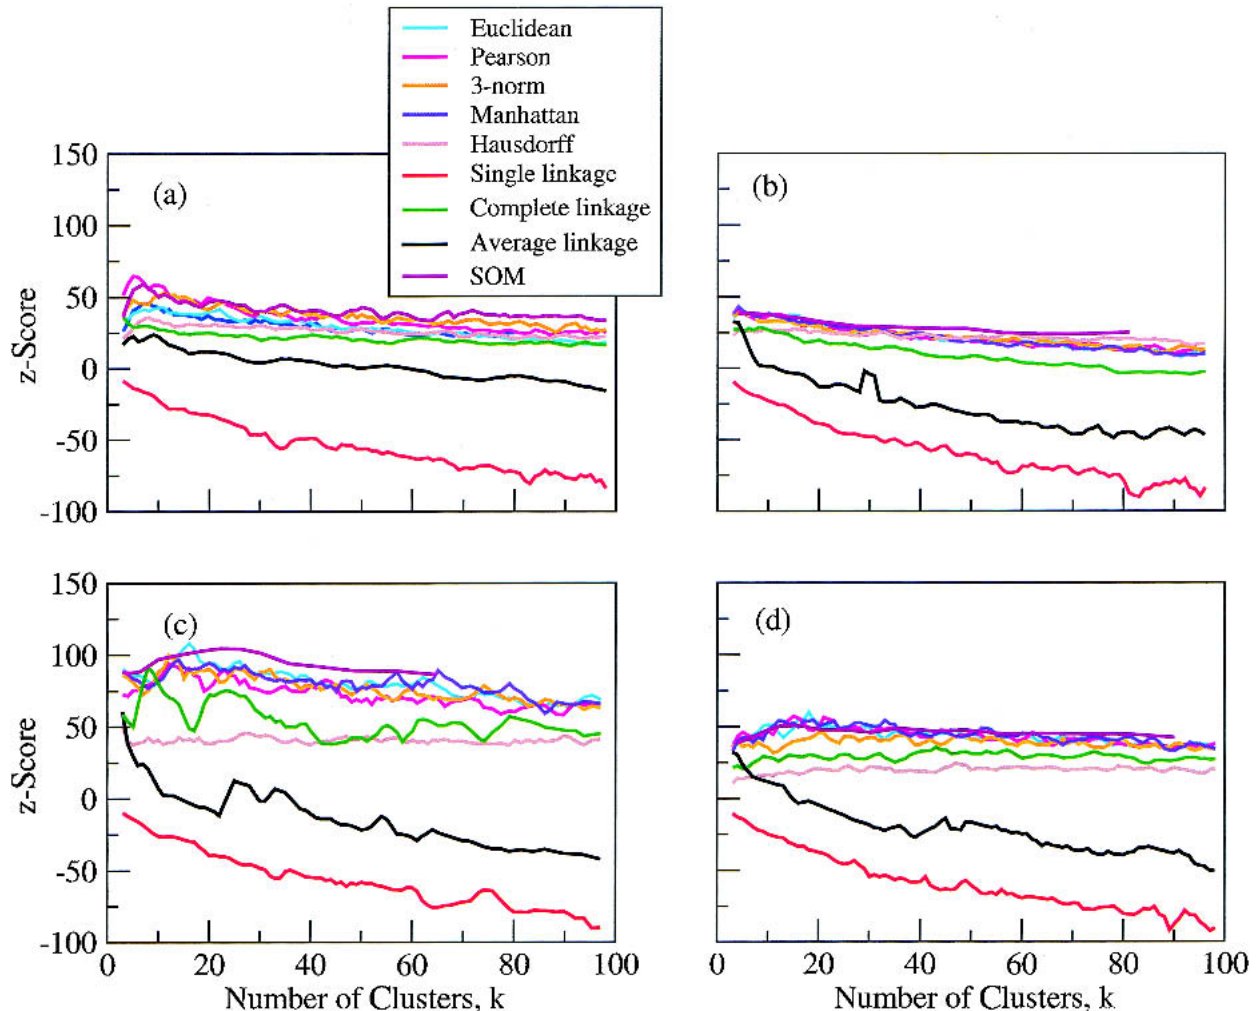 Euclidean
Pearson
3-norm
Manhattan
Hausdorff
Single linkage
Complete linkage
Average linkage
SOM
(a)
150
100
50
0
-50
-100
z-Score
(b)
(c)
150
100
50
0
-50
-100
z-Score
0 20 40 60 80 100
Number of Clusters, k
(d)
0 20 40 60 80 100
Number of Clusters, k